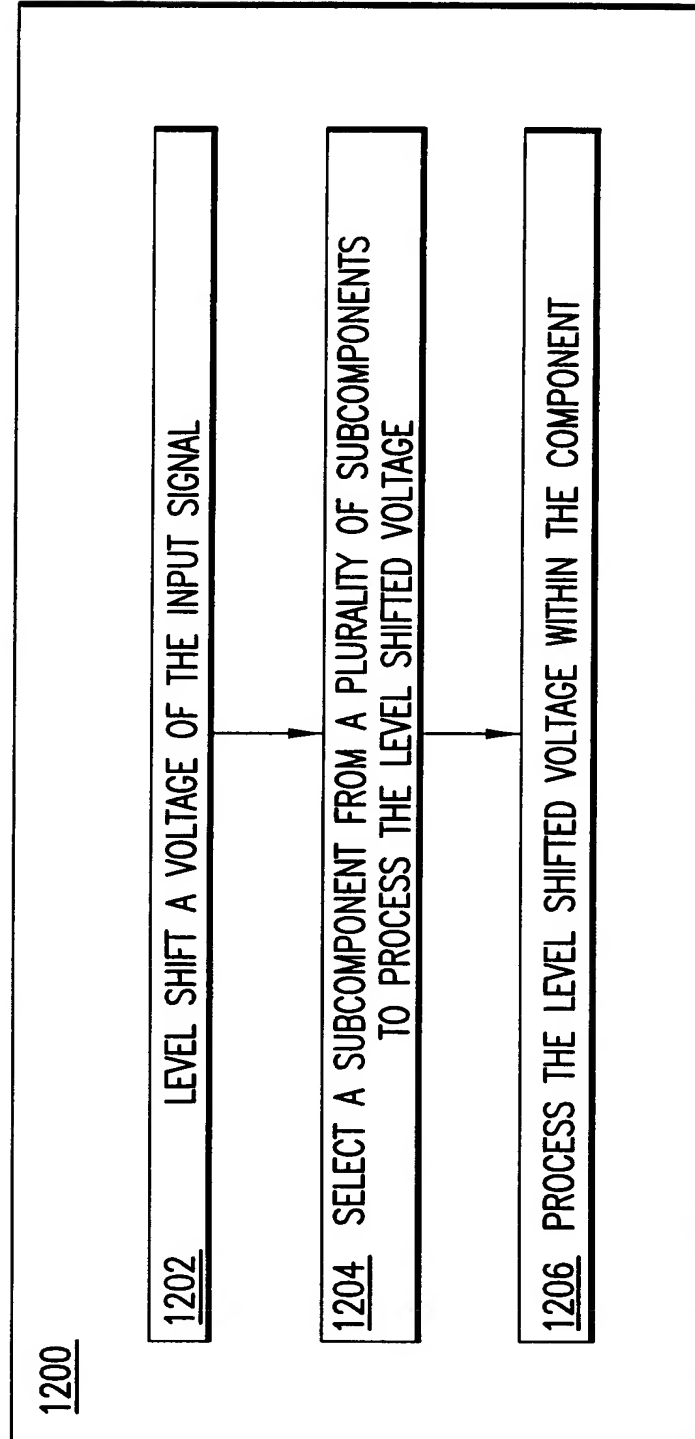 1200
1202 LEVEL SHIFT A VOLTAGE OF THE INPUT SIGNAL
1204 SELECT A SUBCOMPONENT FROM A PLURALITY OF SUBCOMPONENTS
TO PROCESS THE LEVEL SHIFTED VOLTAGE
1206 PROCESS THE LEVEL SHIFTED VOLTAGE WITHIN THE COMPONENT